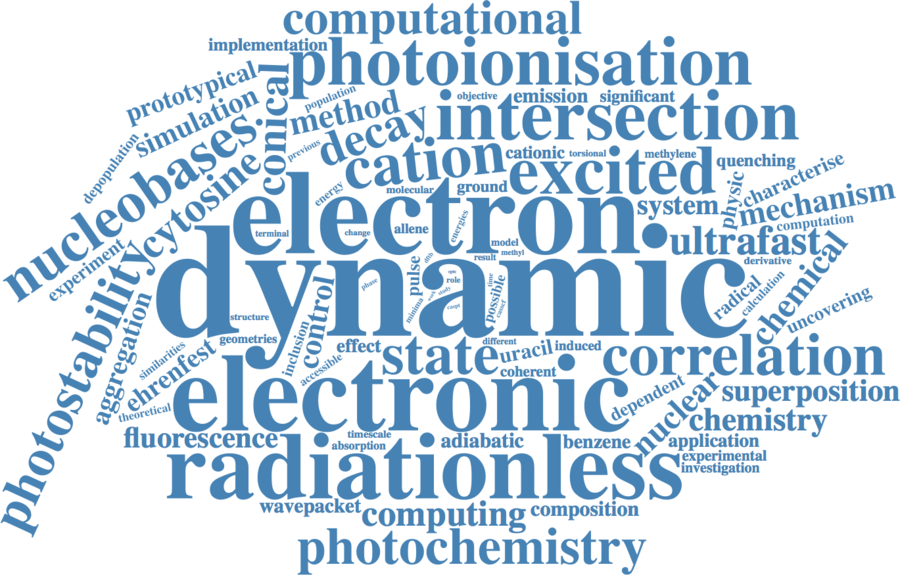 computational
implementation
photoionisation
prototypical
conical
population
objective
emission
significant
simulation
method
intersection
depopulation
previous
decay
nucleobases
cytosine
cation
cationic
torsional
methylene
quenching
excited
energy
molecular
ground
physic
characterise
electron
system
mechanism
computation
experiment
terminal
change
allene
energies
model
methyl
result
ultrafast
derivative
dynamic
pulse
role
study
time
possible
phase
minima
work
radical
calculation
chemical
uncovering
photostability
aggregation
structure
geometries
inclusion
control
accessible
similarities
ehrenfest
theoretical
effect
state
different
uracil
induced
coherent
correlation
electronic
dependent
nuclear
superposition
chemistry
fluorescence
timescale
absorption
adiabatic
benzene
application
experimental
investigation
radiationless
wavepacket
computing
composition
photochemistry